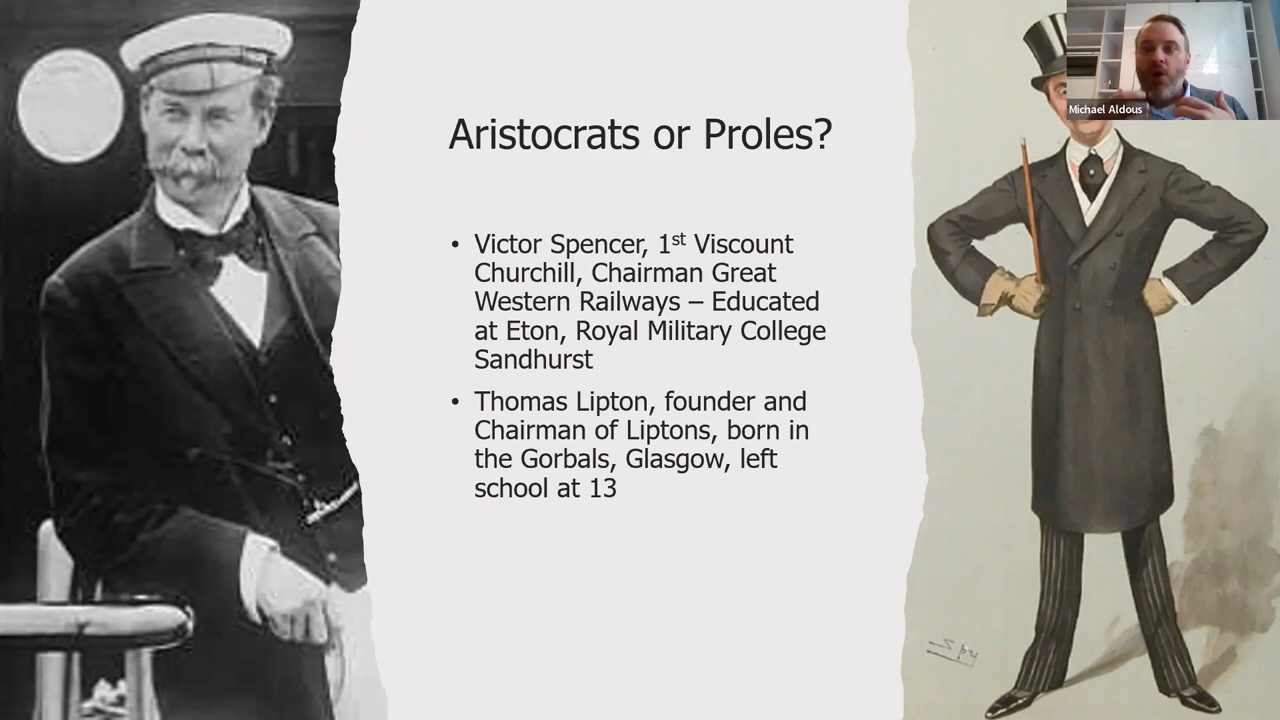 Michael Aldous
Aristocrats or Proles?
• Victor Spencer, 1st Viscount
Churchill, Chairman Great
Western Railways – Educated
at Eton, Royal Military College
Sandhurst
• Thomas Lipton, founder and
Chairman of Liptons, born in
the Gorbals, Glasgow, left
school at 13
Spy